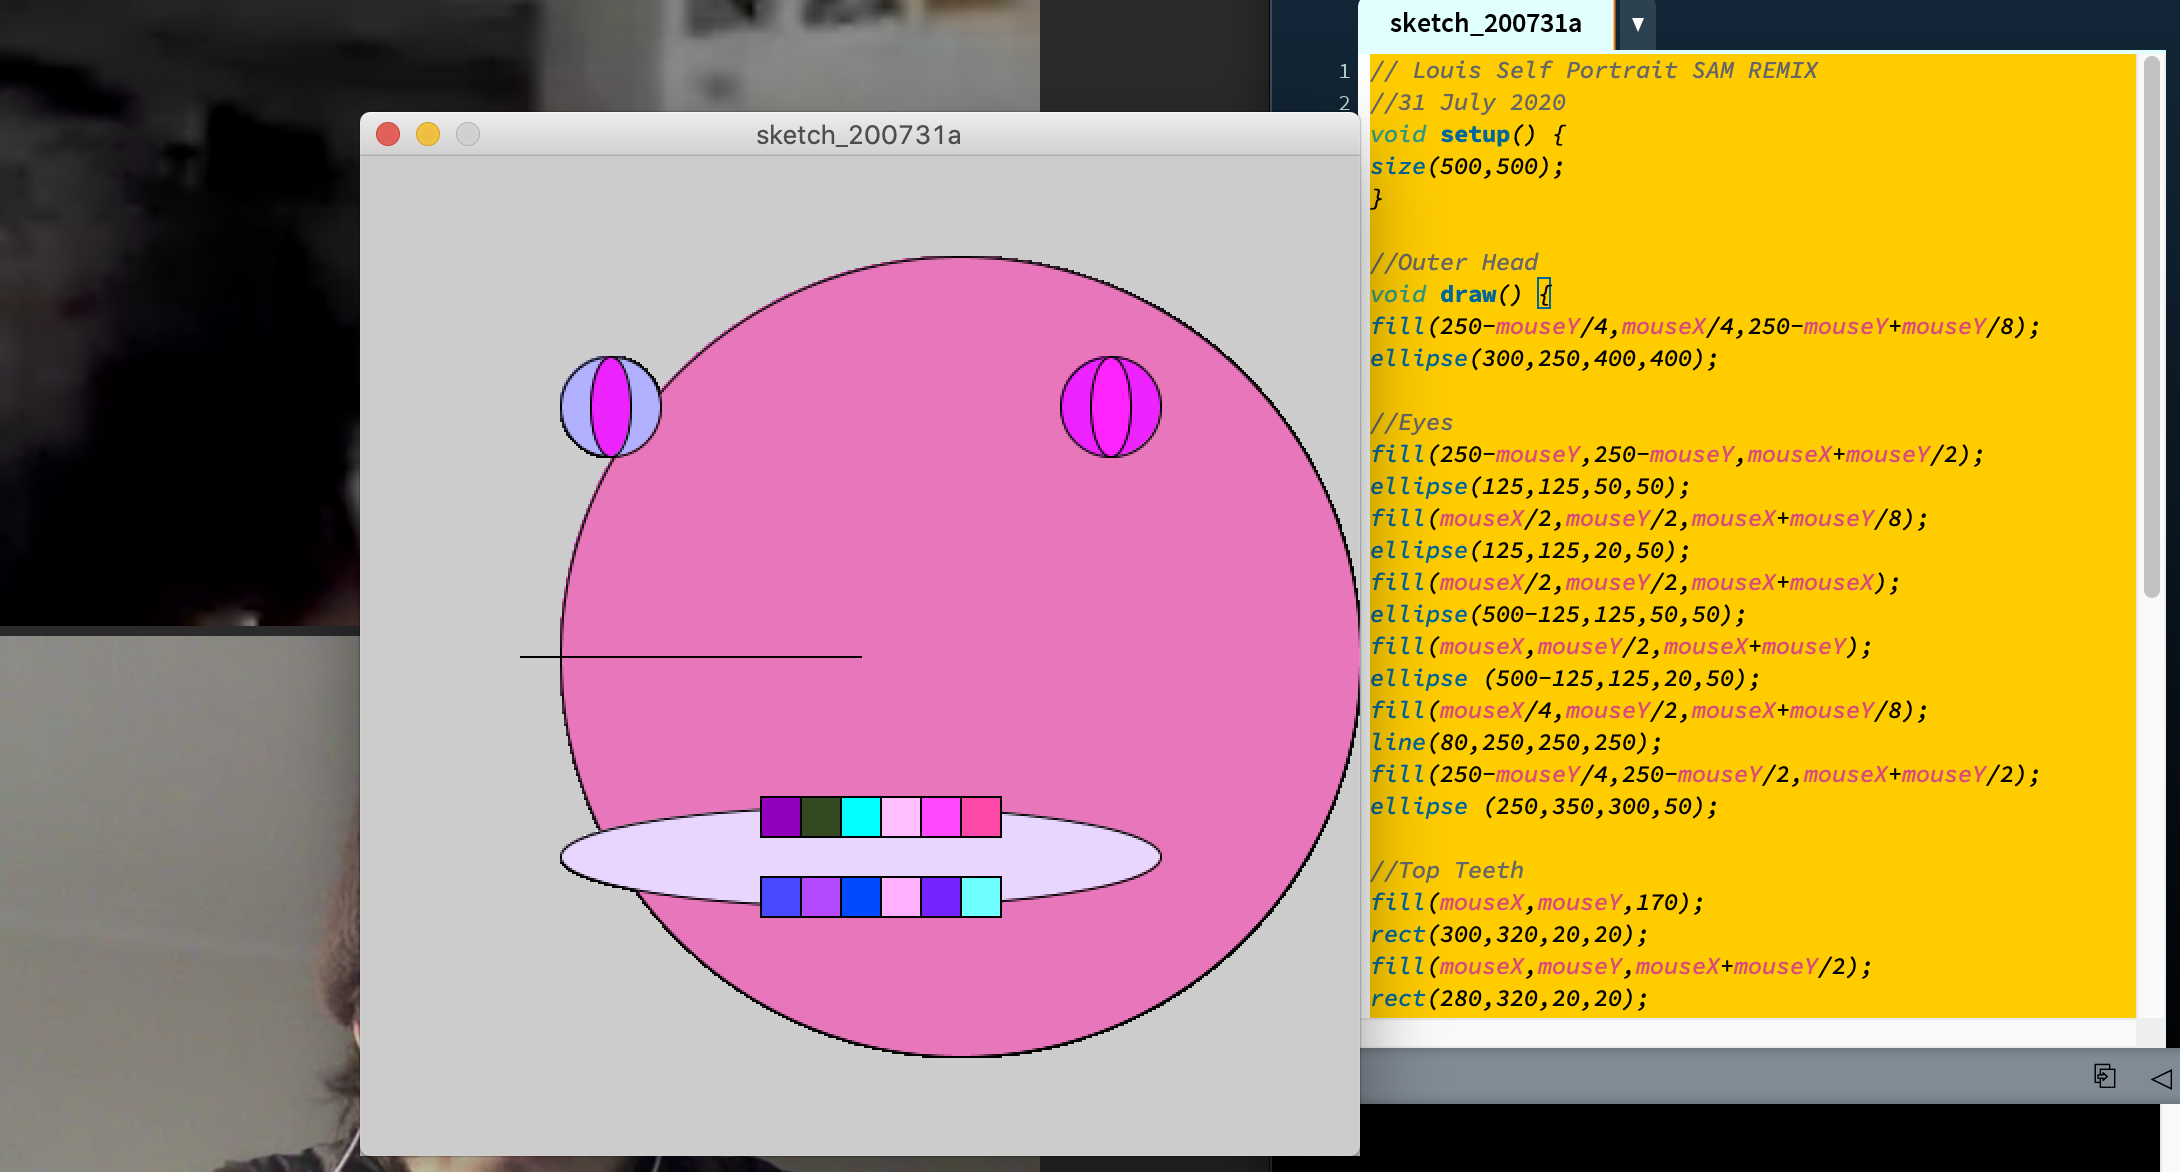 sketch_200731a
▼
sketch_200731a
1
2
// Louis Self Portrait SAM REMIX
//31 July 2020
void setup() {
size(500,500);
}
//Outer Head
void draw() {
fill(250-mouseY/4,mouseX/4,250-mouseY+mouseY/8);
ellipse(300,250,400,400);
//Eyes
fill(250-mouseY,250-mouseY,mouseX+mouseY/2);
ellipse(125,125,50,50);
fill(mouseX/2,mouseY/2,mouseX+mouseY/8);
ellipse(125,125,20,50);
fill(mouseX/2,mouseY/2,mouseX+mouseX);
ellipse(500-125,125,50,50);
fill(mouseX,mouseY/2,mouseX+mouseY);
ellipse (500-125,125,20,50);
fill(mouseX/4,mouseY/2,mouseX+mouseY/8);
line(80,250,250,250);
fill(250-mouseY/4,250-mouseY/2,mouseX+mouseY/2);
ellipse (250,350,300,50);
//Top Teeth
fill(mouseX,mouseY,170);
rect(300,320,20,20);
fill(mouseX,mouseY,mouseX+mouseY/2);
rect(280,320,20,20);